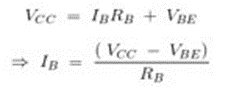 V_CC = I_B R_B + V_BE
⇒ I_B = (V_CC − V_BE) / R_B